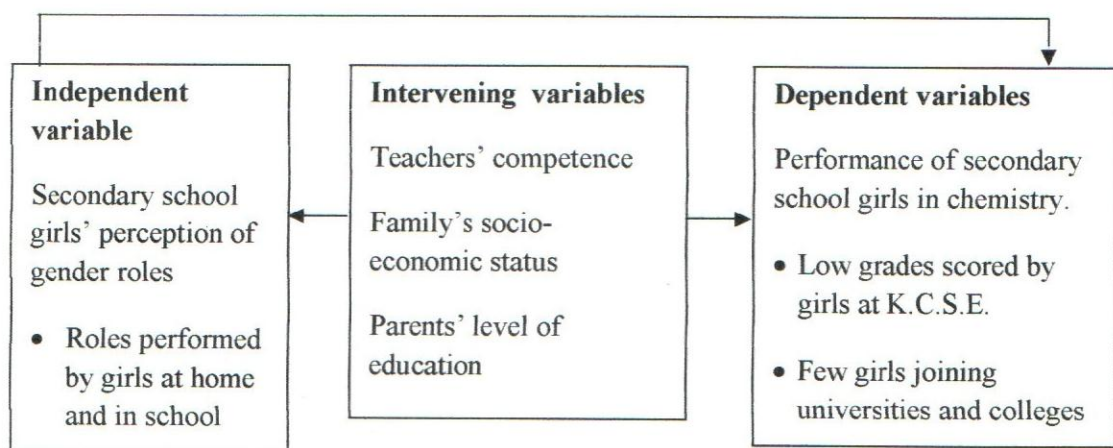 Independent
variable
Secondary school
girls' perception of
gender roles
• Roles performed
by girls at home
and in school
Intervening variables
Teachers' competence
Family's socio-
economic status
Parents' level of
education
Dependent variables
Performance of secondary
school girls in chemistry.
• Low grades scored by
girls at K.C.S.E.
• Few girls joining
universities and colleges